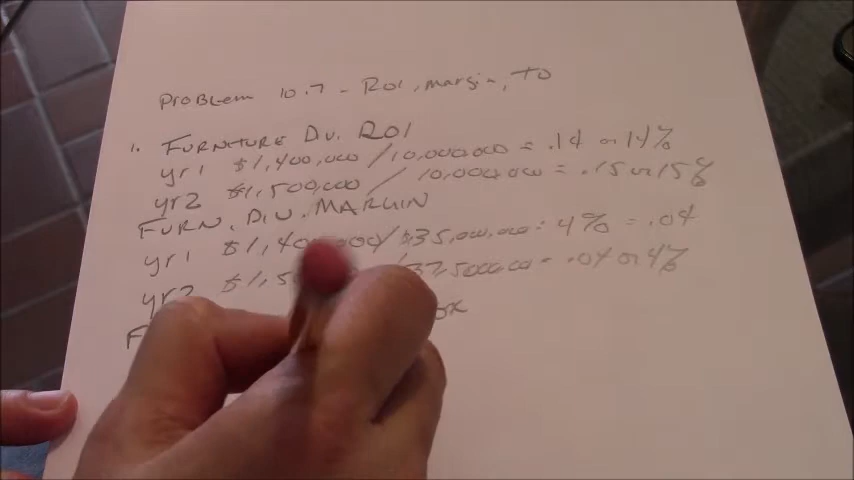 Problem 10.7 - ROI, margin, TO
1. FURNITURE DIV. ROI
yr1 $1,400,000 / 10,000,000 = .14 or 14%
yr2 $1,500,000 / 10,000,000 = .15 or 15%
FURN. DIV. MARGIN
yr1 $1,400,000 / $35,000,000 = 4% = .04
yr2 $1,5 /37,500,000 = .04 or 4%
F